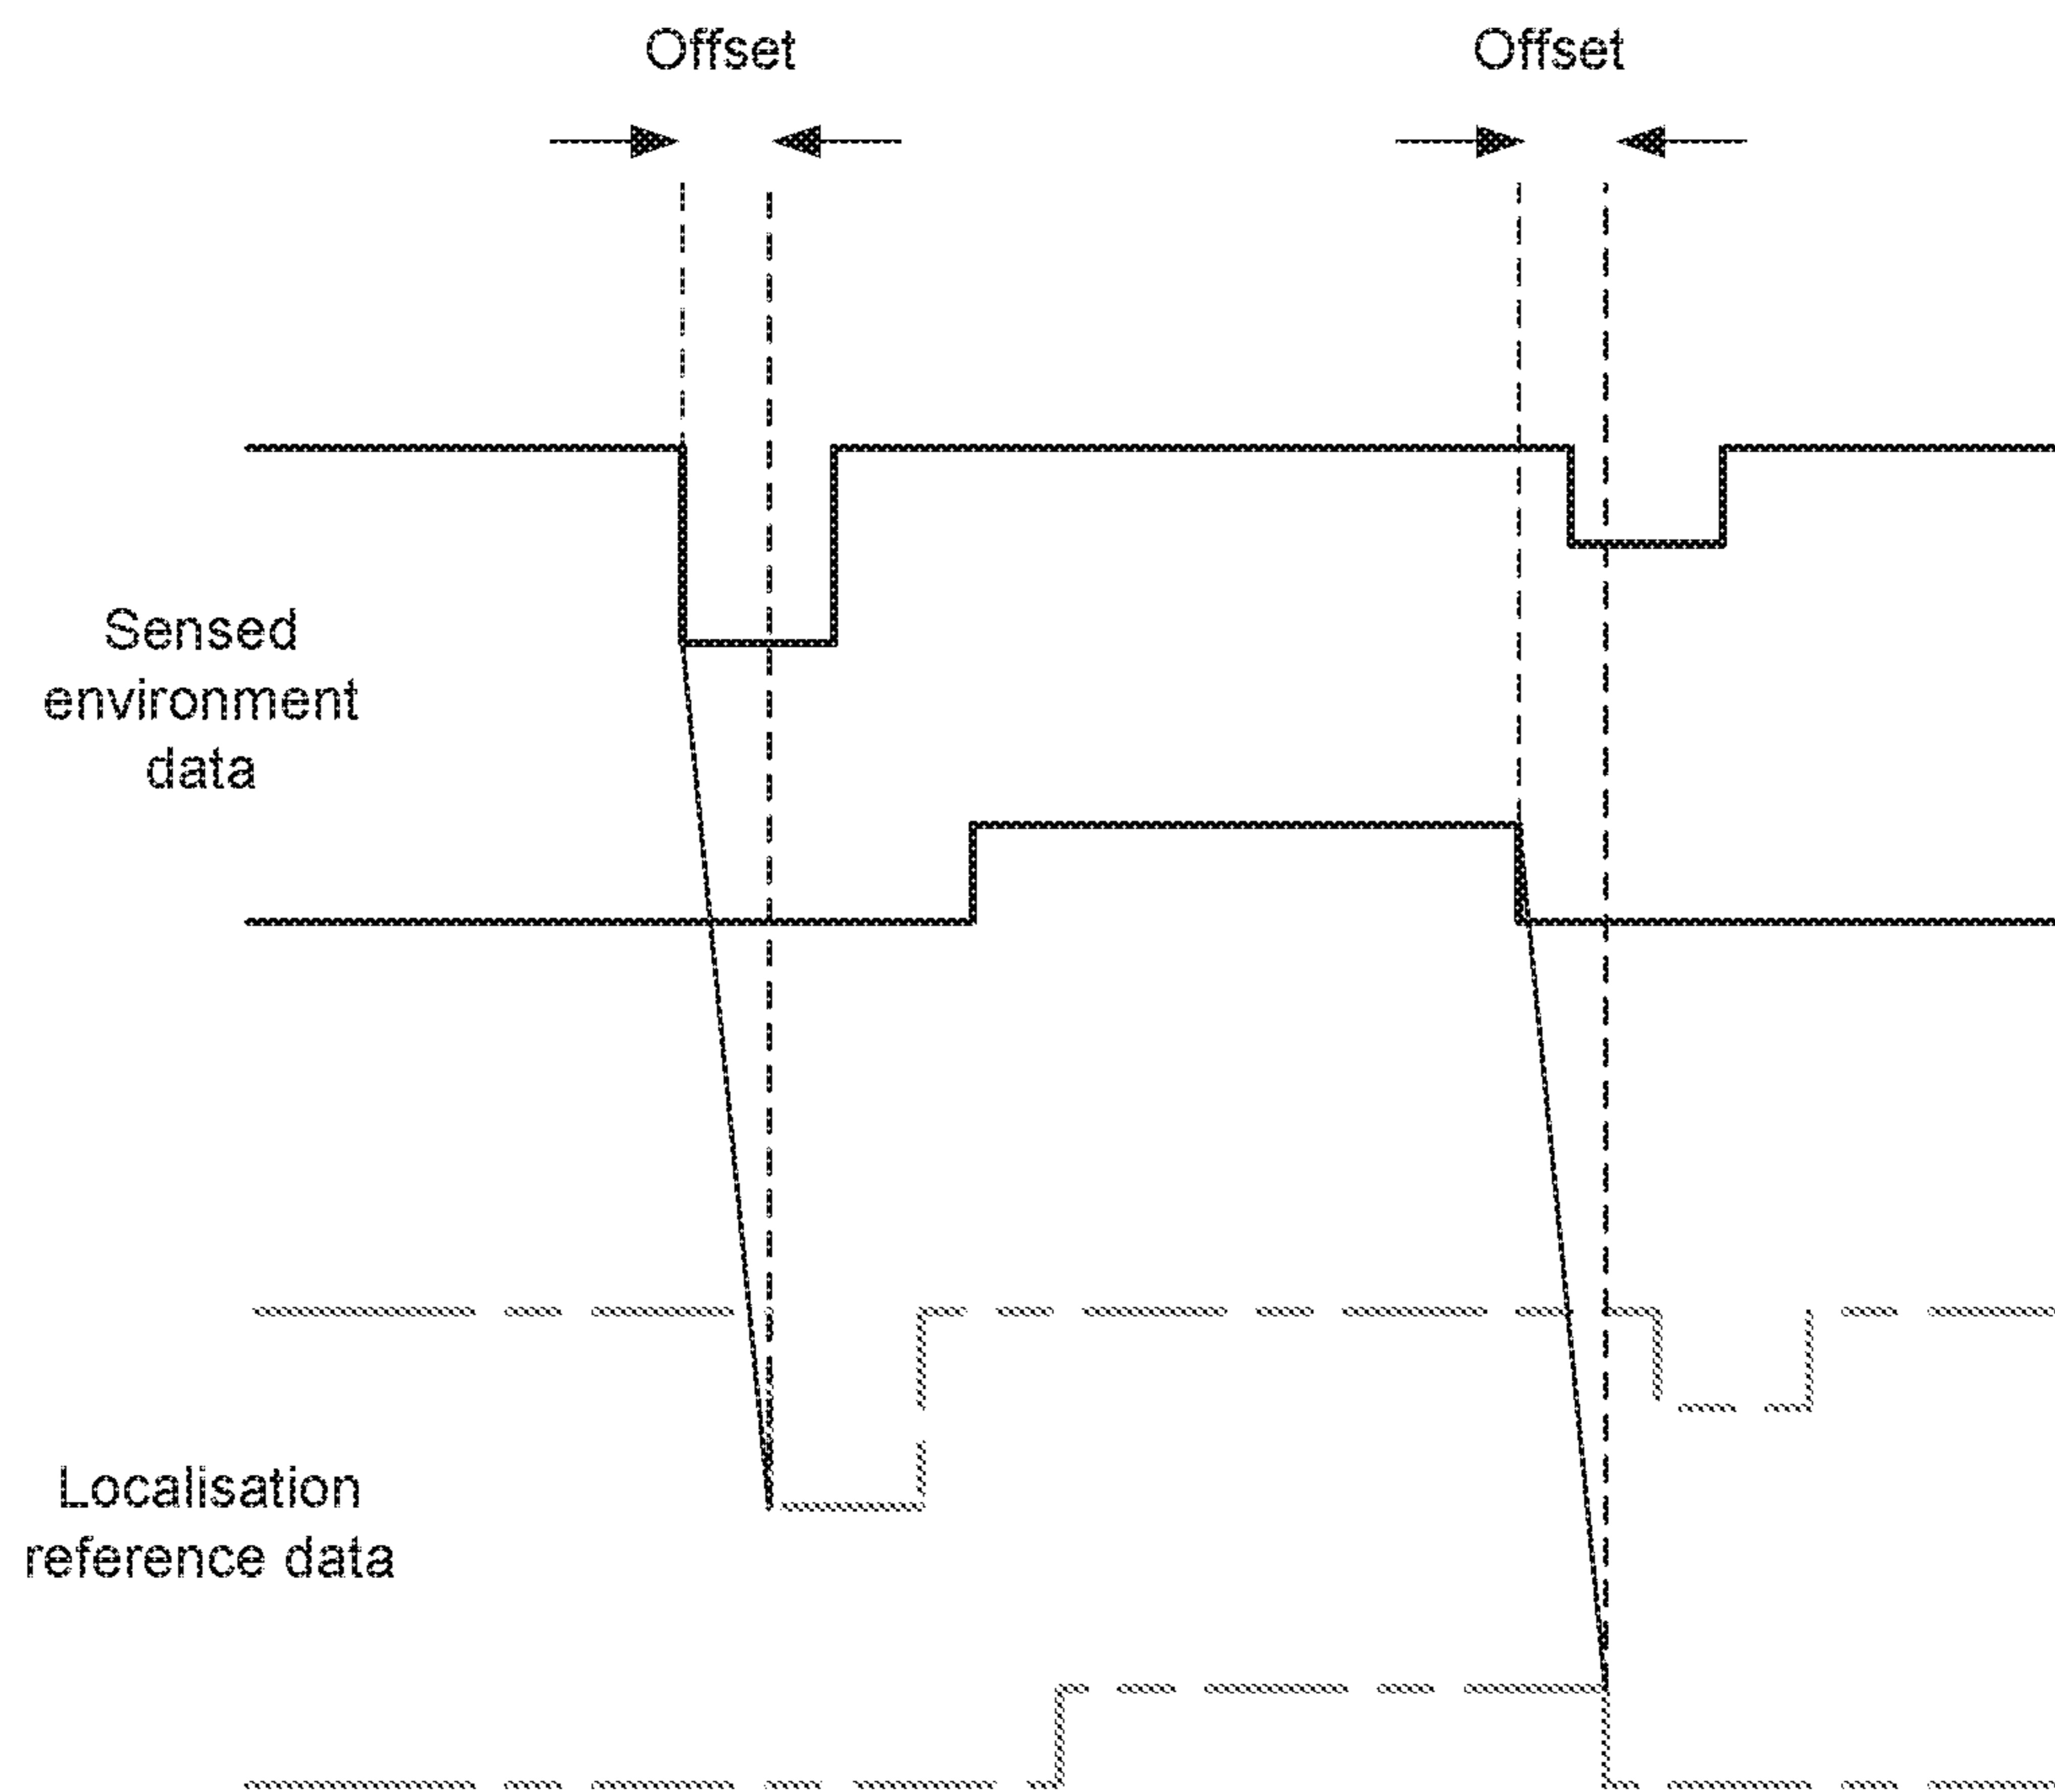 Offset
Offset
Sensed
environment
data
Localisation
reference data